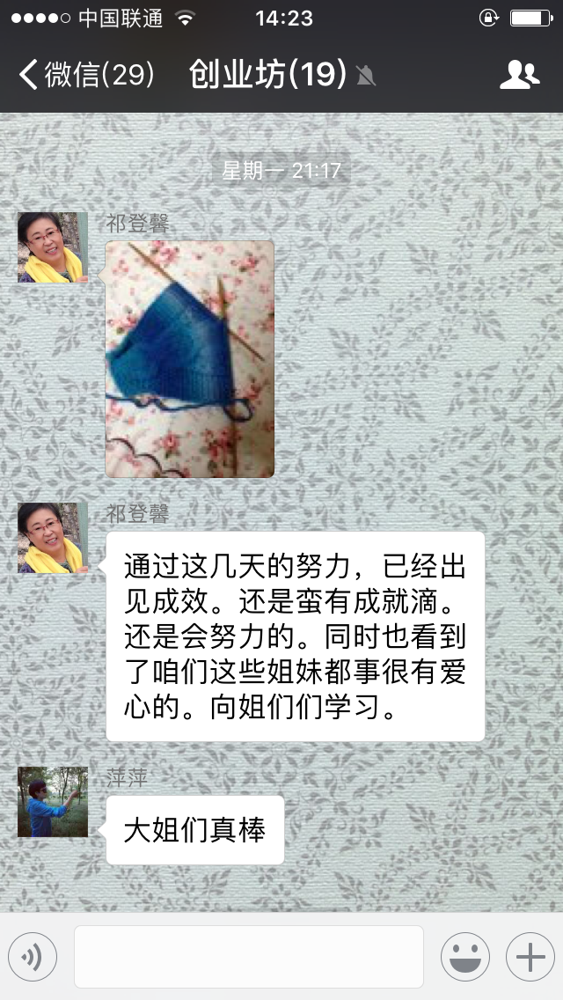 中国联通
14:23
微信(29)
创业坊(19)
星期一 21:17
祁登馨
祁登馨
通过这几天的努力，已经出
见成效。还是蛮有成就滴。
还是会努力的。同时也看到
了咱们这些姐妹都事很有爱
心的。向姐们们学习。
萍萍
大姐们真棒